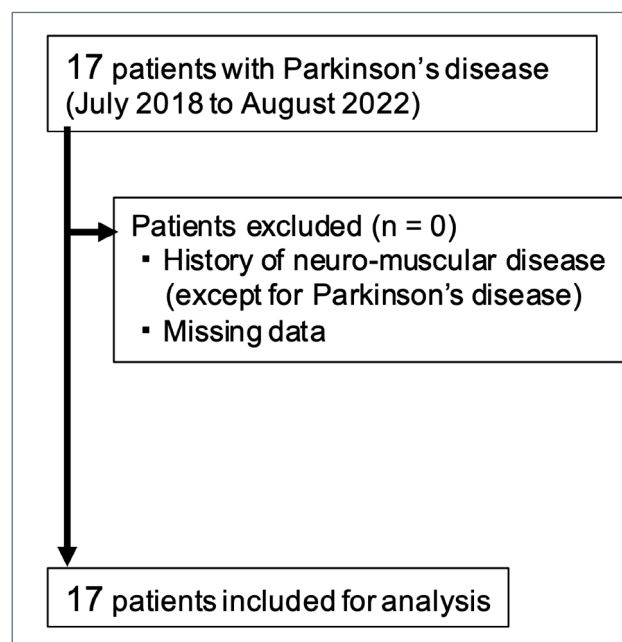 17 patients with Parkinson's disease
(July 2018 to August 2022)
Patients excluded (n = 0)
▪ History of neuro-muscular disease
(except for Parkinson's disease)
▪ Missing data
17 patients included for analysis